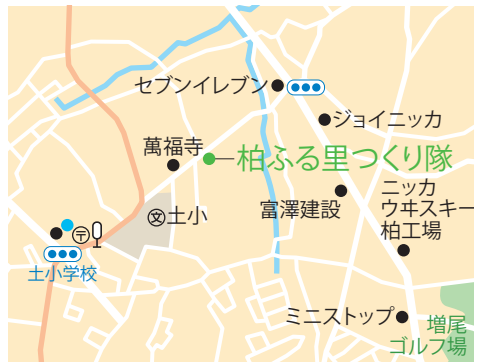 セブンイレブン
ジョイニッカ
萬福寺
柏ふる里つくり隊
ニッカ
ウヰスキー
柏工場
富澤建設
文土小
〒
土小学校
ミニストップ
増尾
ゴルフ場